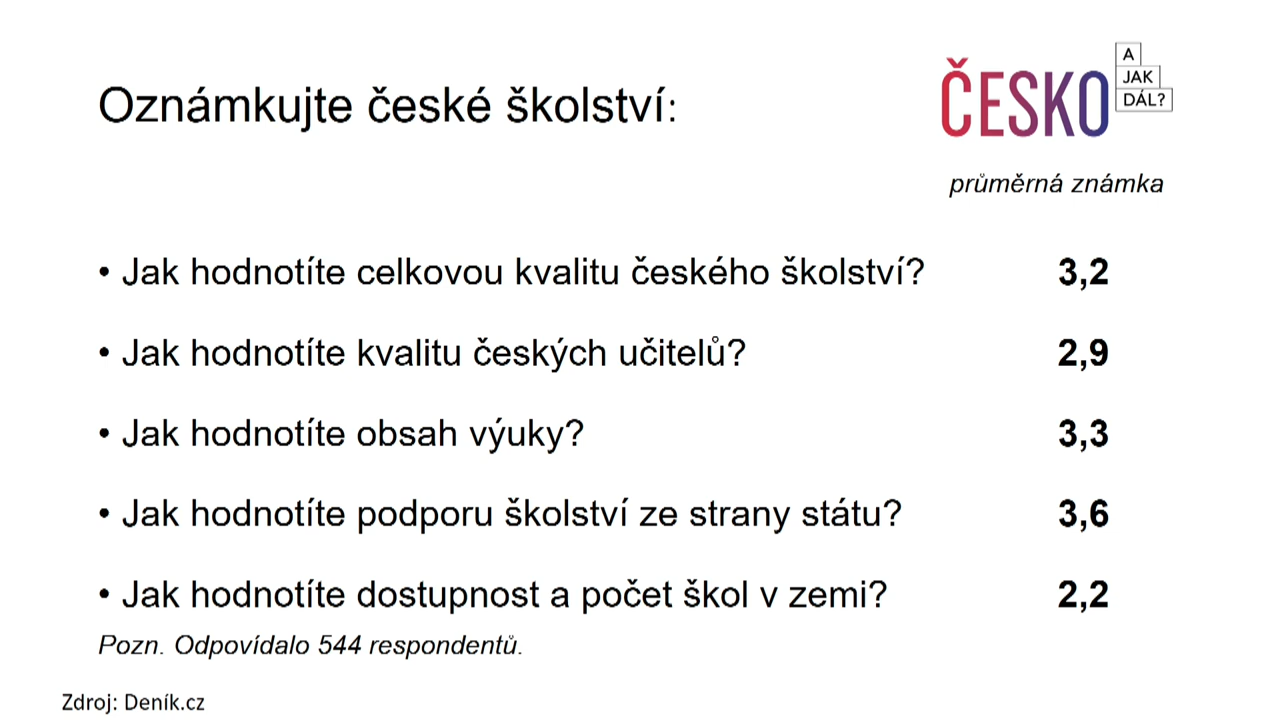 Oznámkujte české školství:
ČESKO
A
JAK
DÁL?
průměrná známka
• Jak hodnotíte celkovou kvalitu českého školství? 3,2
• Jak hodnotíte kvalitu českých učitelů? 2,9
• Jak hodnotíte obsah výuky? 3,3
• Jak hodnotíte podporu školství ze strany státu? 3,6
• Jak hodnotíte dostupnost a počet škol v zemi? 2,2
Pozn. Odpovídalo 544 respondentů.
Zdroj: Deník.cz